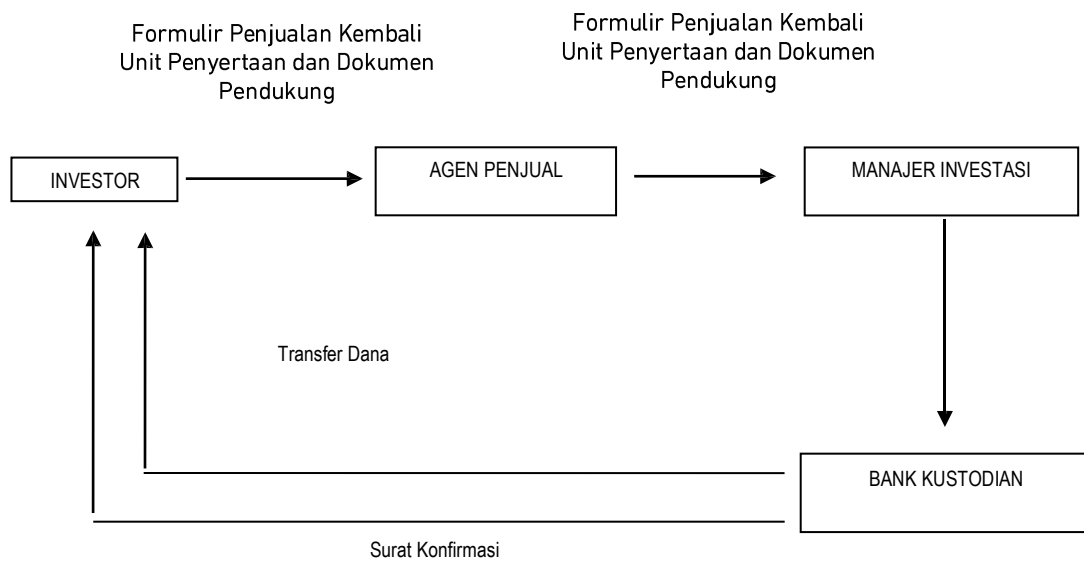 Formulir Penjualan Kembali
Unit Penyertaan dan Dokumen
Pendukung
Formulir Penjualan Kembali
Unit Penyertaan dan Dokumen
Pendukung
INVESTOR
AGEN PENJUAL
MANAJER INVESTASI
Transfer Dana
BANK KUSTODIAN
Surat Konfirmasi